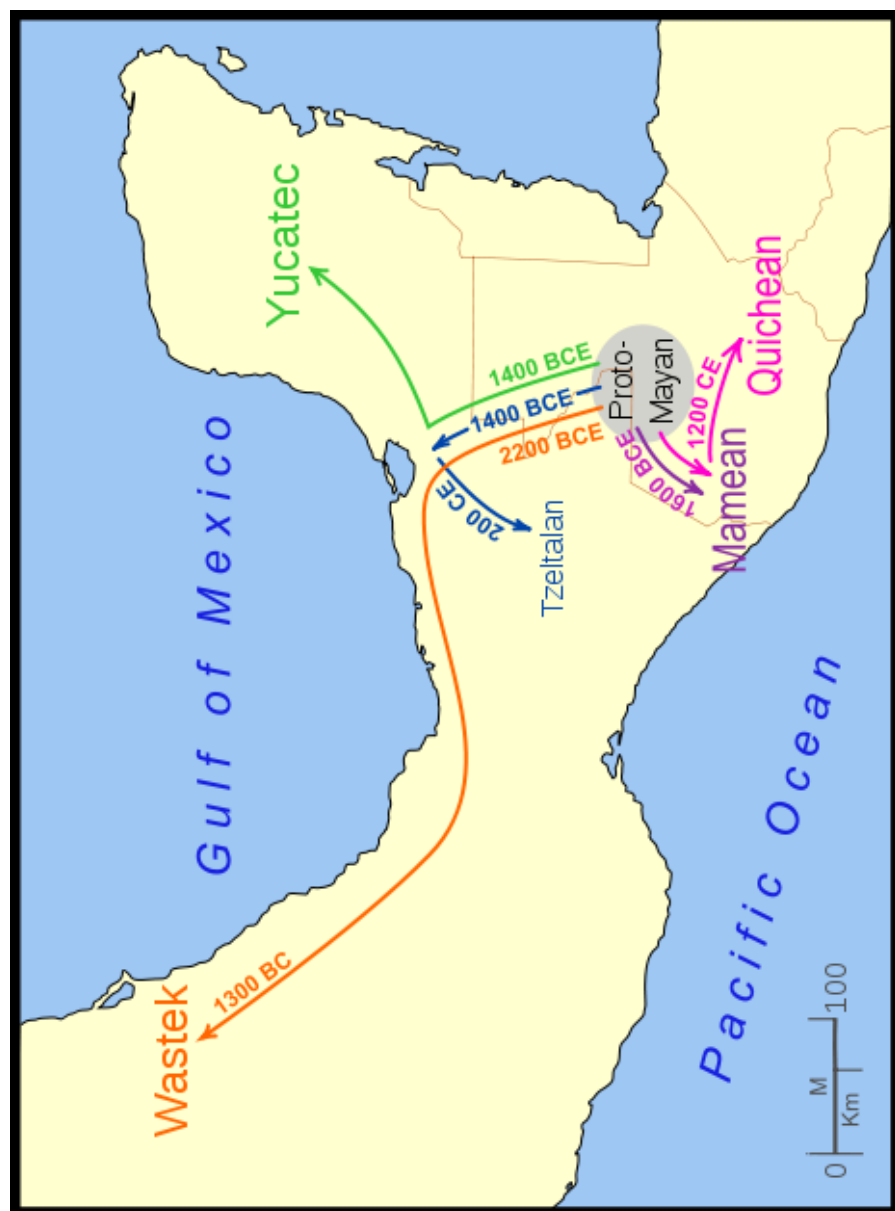 Gulf of Mexico
Yucatec
Wastek
1300 BC
1400 BCE
1400 BCE
2200 BCE
200 CE
Tzeltalan
Proto-
Mayan
1600 BCE
1200 CE
Mamean
Quichean
Pacific Ocean
0
M
Km
100